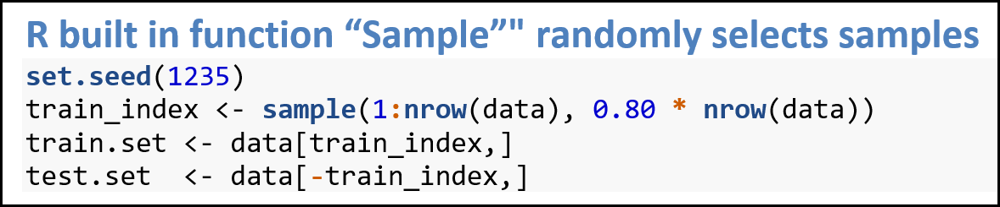 R built in function “Sample”" randomly selects samples
set.seed(1235)
train_index <- sample(1:nrow(data), 0.80 * nrow(data))
train.set <- data[train_index,]
test.set  <- data[-train_index,]